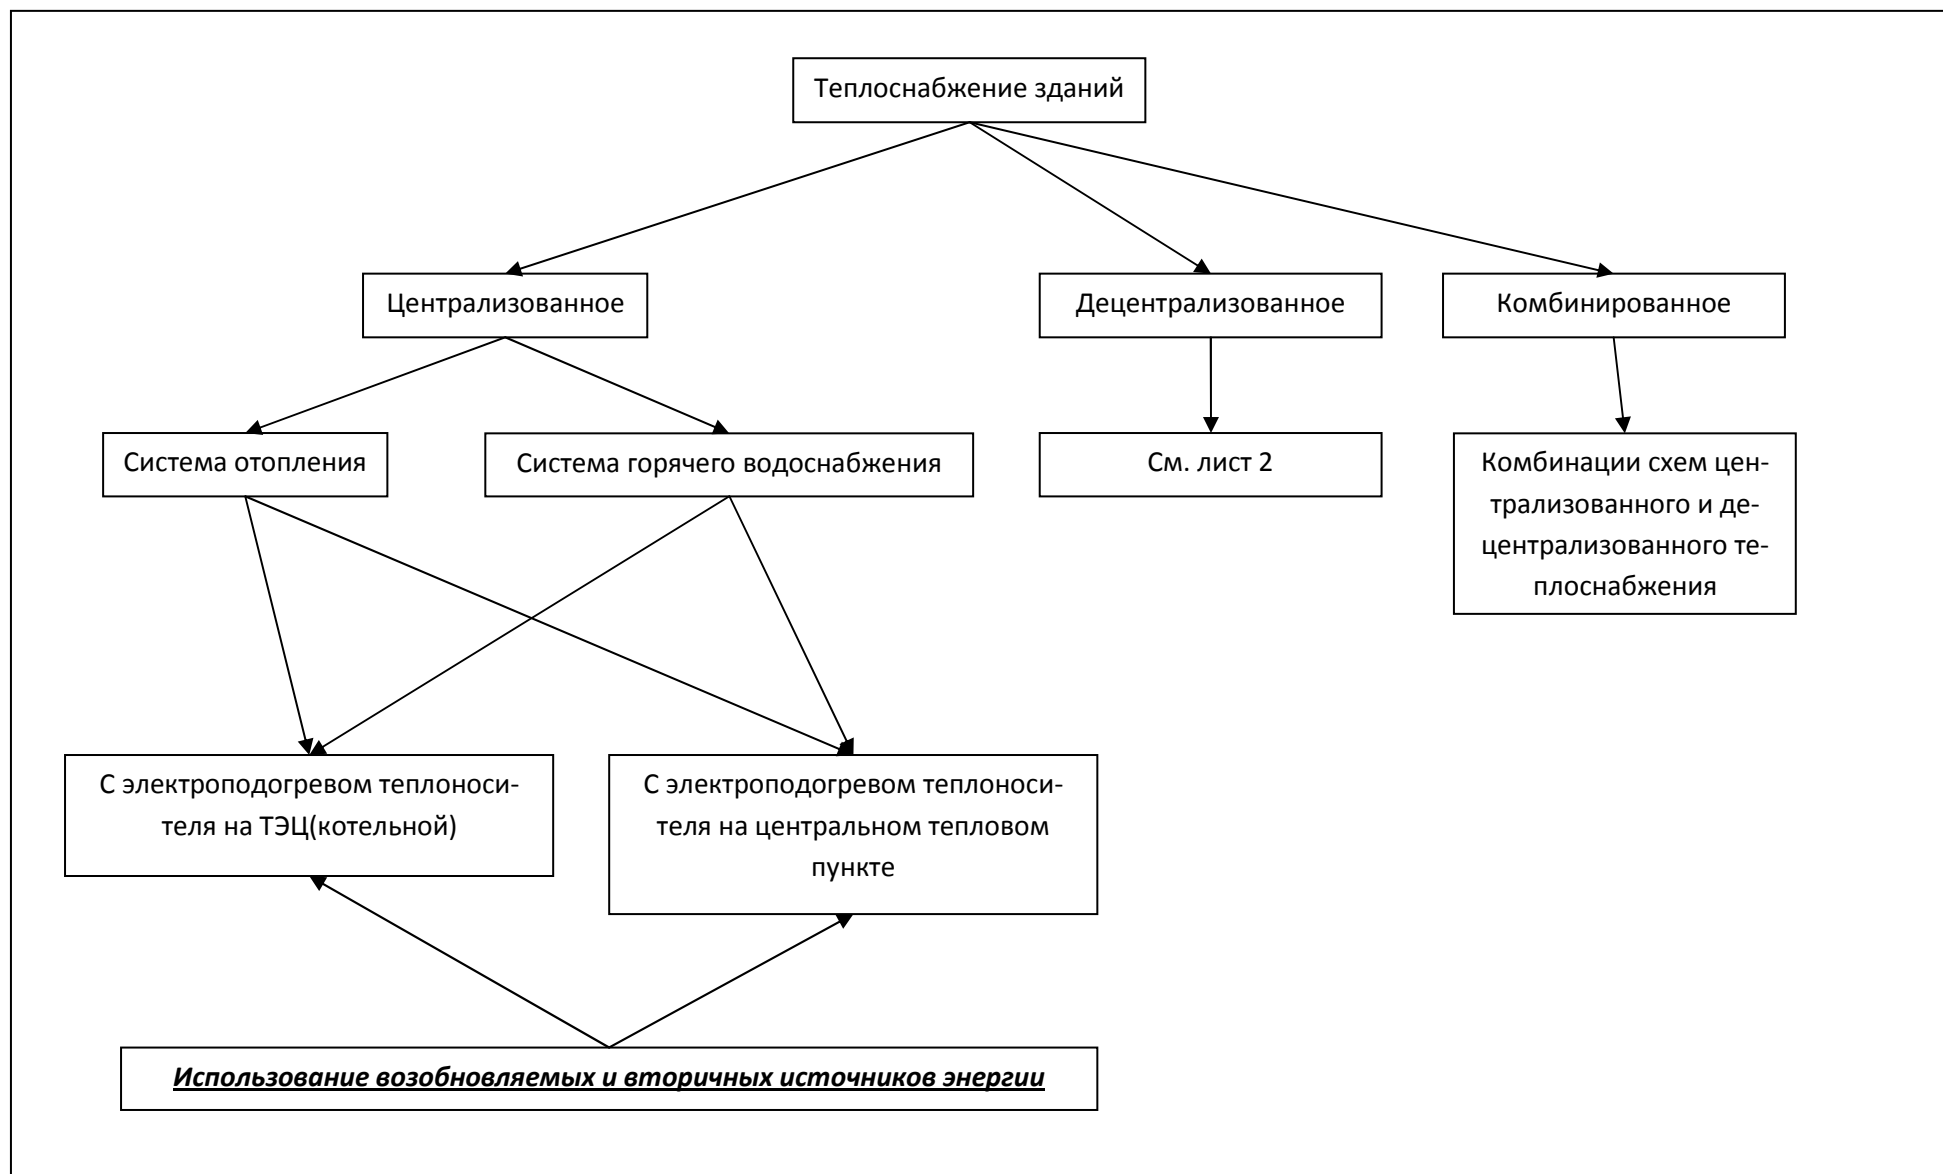 Теплоснабжение зданий
Централизованное
Децентрализованное
Комбинированное
Система отопления
Система горячего водоснабжения
См. лист 2
Комбинации схем цен-
трализованного и де-
централизованного те-
плоснабжения
С электроподогревом теплоноси-
теля на ТЭЦ(котельной)
С электроподогревом теплоноси-
теля на центральном тепловом
пункте
Использование возобновляемых и вторичных источников энергии